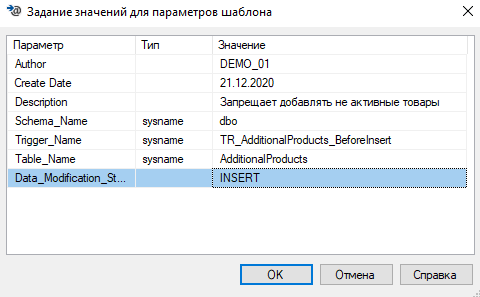 Задание значений для параметров шаблона
Параметр Тип Значение
Author DEMO_01
Create Date 21.12.2020
Description Запрещает добавлять не активные товары
Schema_Name sysname dbo
Trigger_Name sysname TR_AdditionalProducts_BeforeInsert
Table_Name sysname AdditionalProducts
Data_Modification_St... INSERT
OK Отмена Справка